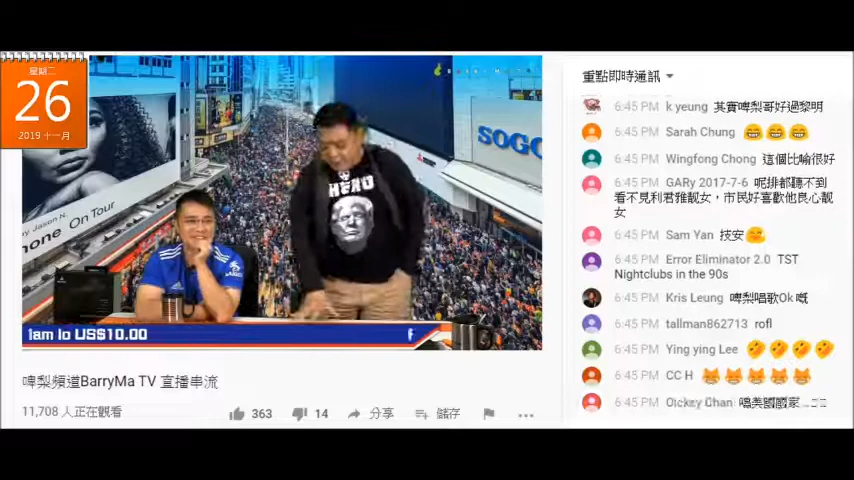 星期二
26
2019 十一月
Jason N.
one On Tour
SOGO
HERO
lam lo US$10.00
啤梨頻道BarryMa TV 直播串流
11,708 人正在觀看
363
14
分享
儲存
重點即時通訊
k yeung 其實啤梨哥好過黎明
6:45 PM Sarah Chung 😂😂😂
6:45 PM Wingfong Chong 這個比喻很好
6:45 PM GARy 2017-7-6 呢排都聽不到
看不見利君雅靚女，市民好喜歡他良心靚
女
6:45 PM Sam Yan 技安
6:45 PM Error Eliminator 2.0 TST
Nightclubs in the 90s
6:45 PM Kris Leung 啤梨唱歌Ok 嘅
6:45 PM tallman862713 rofl
6:45 PM Ying ying Lee 🤣🤣🤣🤣
6:45 PM CC H 😹😹😹😹😹
6:45 PM Chan 唱美國國家